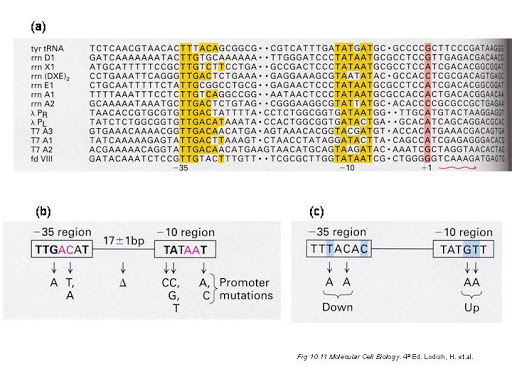 (a)
tyr tRNA TCTCAACGTAACACTTTACAGCGGCG··CGTCATTTGATATGATGC·GCCCCGCTTCCCGATAAGGG
rrn D1 GATCAAAAAAATACTTGTGCAAAAAA··TTGGGATCCCTATAATGCGCCTCCGTTGAGACGACAACG
rrn X1 ATGCATTTTTCCGCTTGTCTTCCTGA··GCCGACTCCCTATAATGCGCCTCCATCGACACGGCGGAT
rrn (DXE)₂ CCTGAAATTCAGGGTTGACTCTGAAA··GAGGAAAGCGTAATATAC·GCCACCTCGCGACAGTGAGC
rrn E1 CTGCAATTTTTCTATTGCGGCCTGCG··GAGAACTCCCTATAATGCGCCTCCATCGACACGGCGGAT
rrn A1 TTTTAAATTTCCTCTTGTCAGGCCGG··AATAACTCCCTATAATGCGCCACCACTGACACGGAACAA
rrn A2 GCAAAAATAAATGCTTGACTCTGTAG··CGGGAAGGCGTATTATGC·ACACCCCGCGCCGCTGAGAA
λ PR TAACACCGTGCGTGTTGACTATTTTA·CCTCTGGCGGTGATAATGG··TTGCATGTACTAAGGAGGT
λ PL TATCTCTGGCGGTGTTGACATAAATA·CCACTGGCGGTGATACTGA··GCACATCAGCAGGACGCAC
T7 A3 GTGAAACAAAACGGTTGACAACATGA·AGTAAACACGGTACGATGT·ACCACATGAAACGACAGTGA
T7 A1 TATCAAAAAGAGTATTGACTTAAAGT·CTAACCTATAGGATACTTA·CAGCCATCGAGAGGGACACG
T7 A2 ACGAAAAACAGGTATTGACAACATGAAGTAACATGCAGTAAGATAC·AAATCGCTAGGTAACACTAG
fd VIII GATACAAATCTCCGTTGTACTTTGTT··TCGCGCTTGGTATAATCG·CTGGGGGTCAAAGATGAGTG
−35 −10 +1
(b)
−35 region −10 region
17±1bp
TTGACAT TATAAT
A T, Δ CC, A,
A G, C
T
Promoter
mutations
(c)
−35 region −10 region
TTTACAC TATGTT
A A AA
Down Up
Fig 10.11 Molecular Cell Biology. 4ª Ed. Lodish, H. et al.